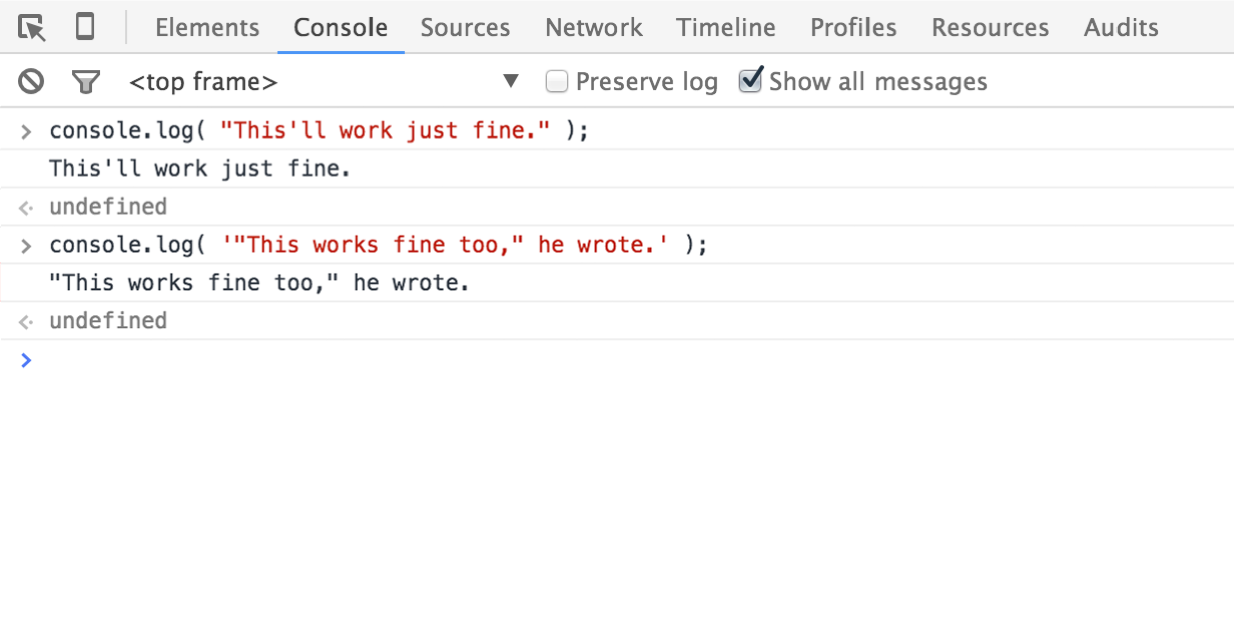 Elements Console Sources Network Timeline Profiles Resources Audits
<top frame> ▼ Preserve log Show all messages
> console.log( "This'll work just fine." );
This'll work just fine.
undefined
> console.log( '"This works fine too," he wrote.' );
"This works fine too," he wrote.
undefined
>